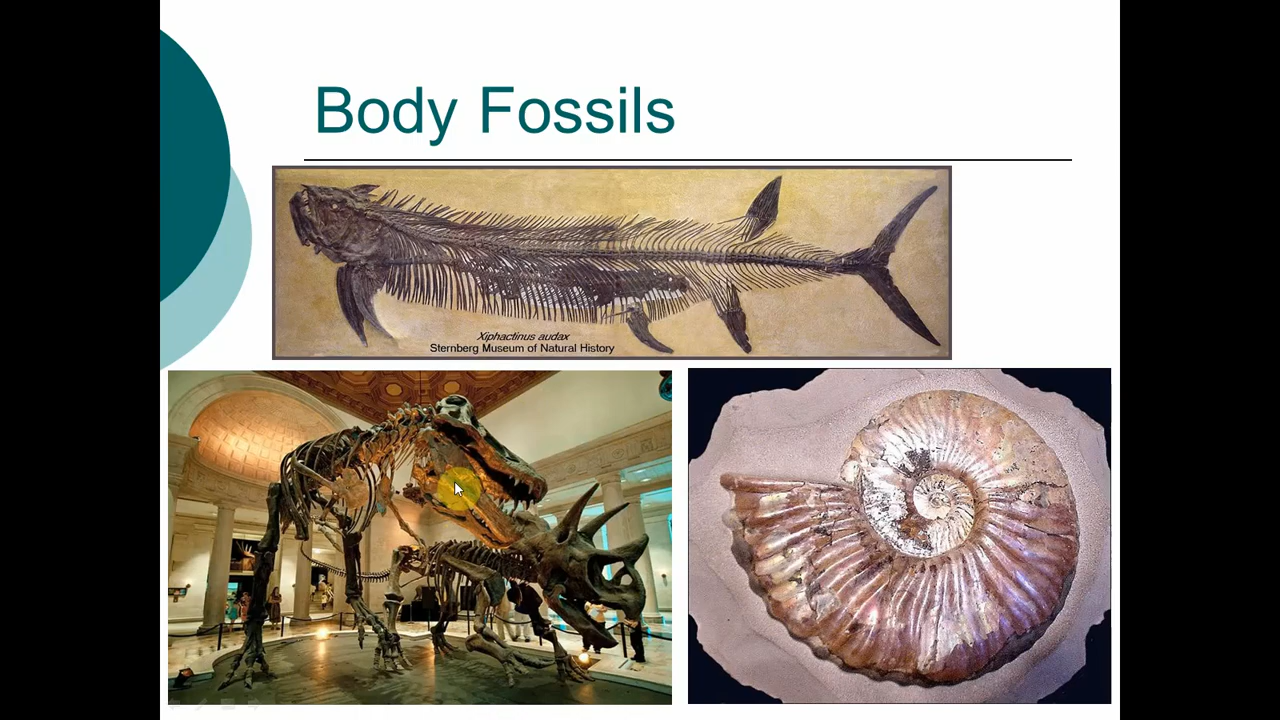 Body Fossils
Xiphactinus audax
Sternberg Museum of Natural History